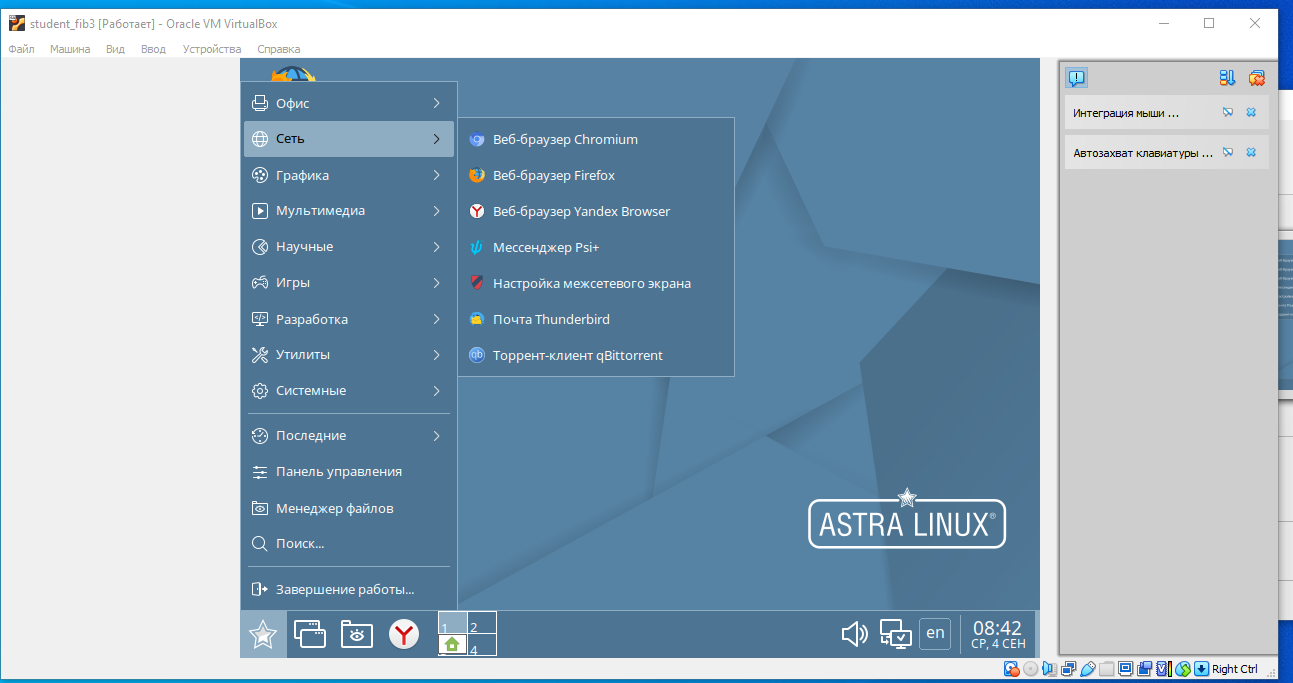 student_fib3 [Работает] - Oracle VM VirtualBox
Файл Машина Вид Ввод Устройства Справка
Офис
Сеть
Графика
Мультимедиа
Научные
Игры
Разработка
Утилиты
Системные
Последние
Панель управления
Менеджер файлов
Поиск...
Завершение работы...
Веб-браузер Chromium
Веб-браузер Firefox
Веб-браузер Yandex Browser
Мессенджер Psi+
Настройка межсетевого экрана
Почта Thunderbird
Торрент-клиент qBittorrent
Интеграция мыши ...
Автозахват клавиатуры ...
ASTRA LINUX®
1 2
4
en
08:42
СР, 4 СЕН
Right Ctrl